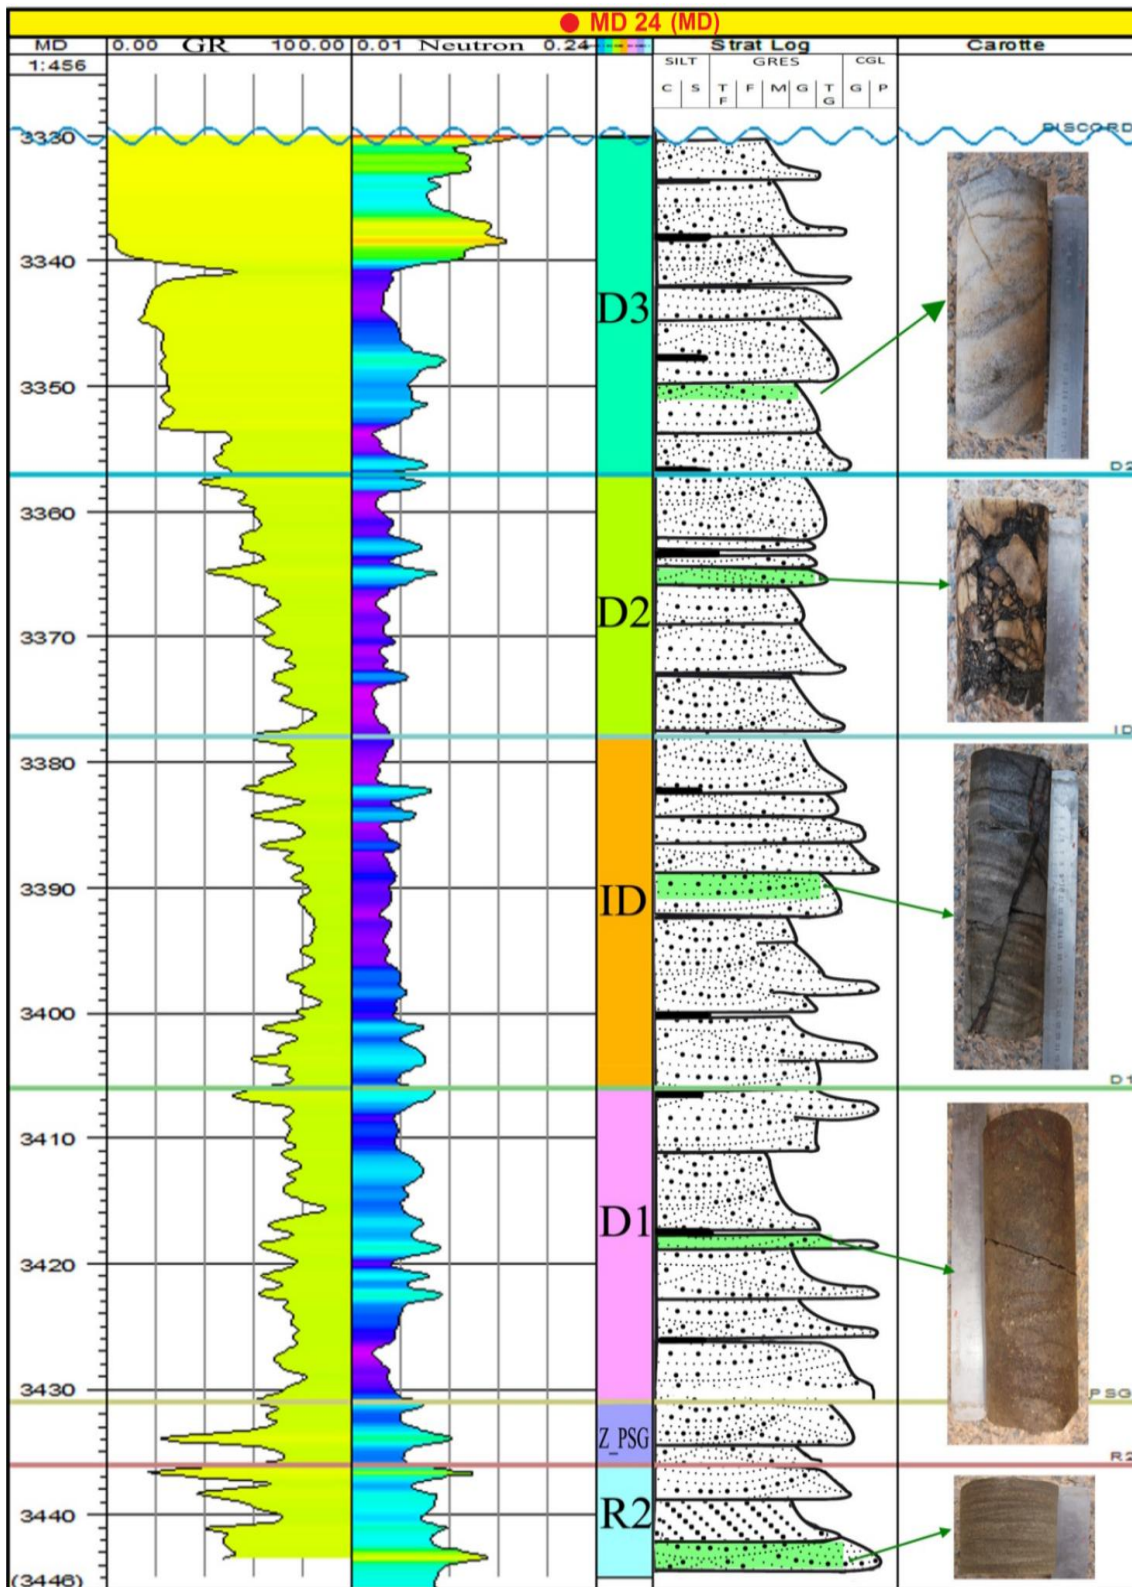 MD 24 (MD)
MD 0.00 GR 100.00 0.01 Neutron 0.24 Strat Log Carotte
1:456 SILT GRES CGL
C S T F F M G T G G P
3330 DISCORD
3340
D3
3350
D2
3360
D2
3370
ID
3380
3390
ID
3400
D1
3410
D1
3420
3430
PSG
Z_PSG
R2
3440
R2
(3446)